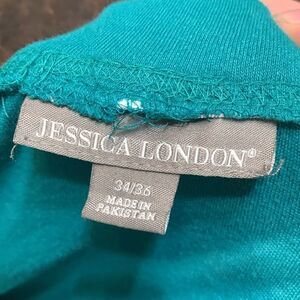 JESSICA LONDON®
34/36
MADE IN
PAKISTAN